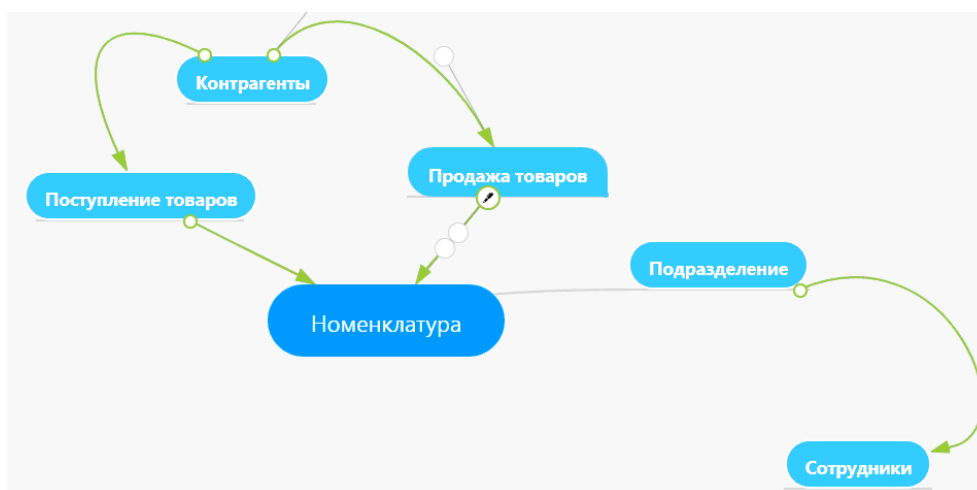 Контрагенты
Продажа товаров
Поступление товаров
Подразделение
Номенклатура
Сотрудники